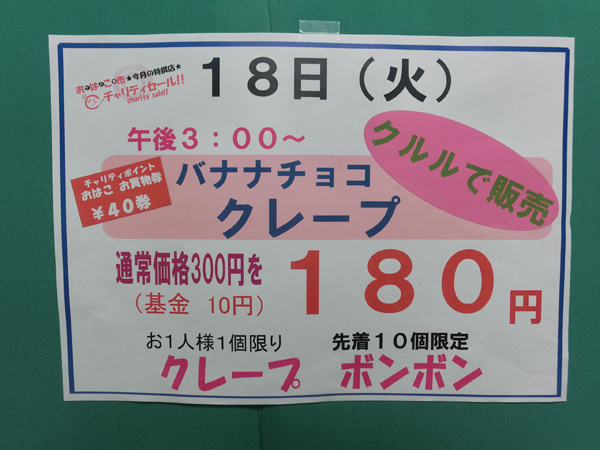 おはこ市 ★今月の特撰店★
チャリティセール!!
charity sale!!
18日（火）
午後3：00～
クルルで販売
チャリティポイント
おはこ お買物券
￥40券
バナナチョコ
クレープ
通常価格300円を
（基金 10円）
180円
お1人様1個限り
先着10個限定
クレープ ボンボン